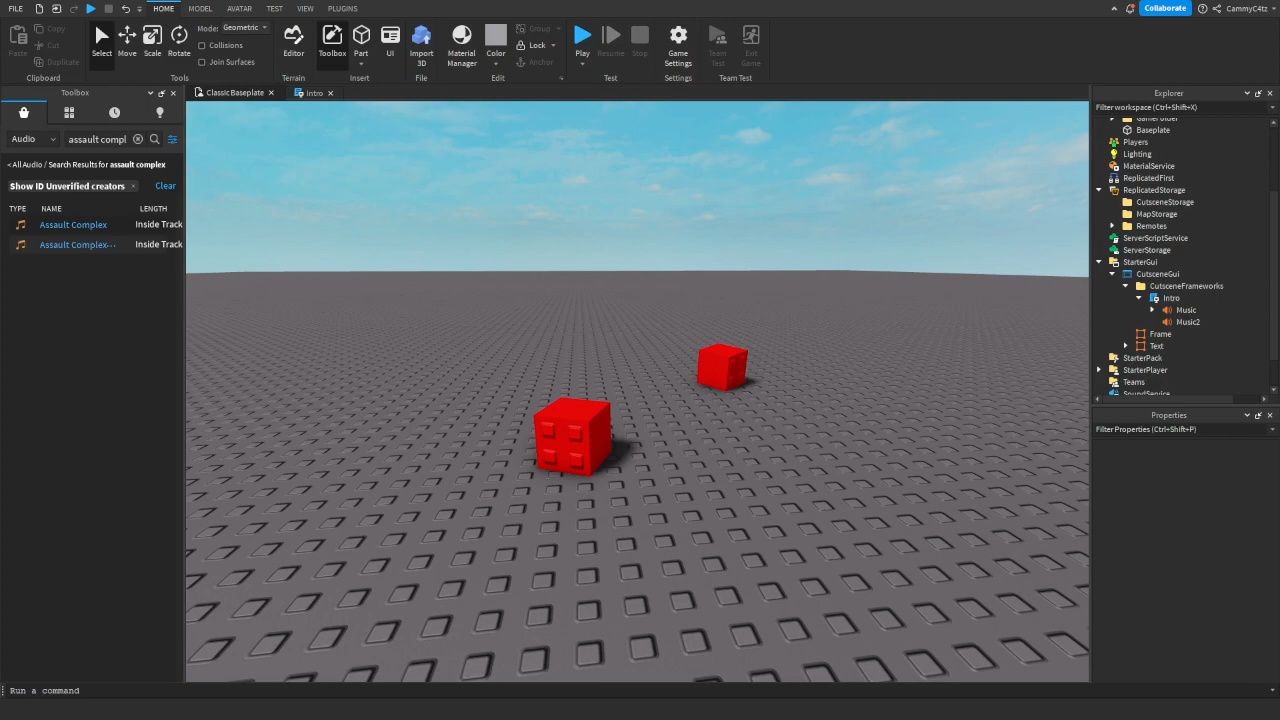 FILE HOME MODEL AVATAR TEST VIEW PLUGINS Collaborate CammyC4tz
Paste Copy Cut Duplicate Select Move Scale Rotate Mode: Geometric Collisions Join Surfaces Editor Toolbox Part UI Import 3D Material Manager Color Group Lock Anchor Play Resume Stop Game Settings Team Test Exit Game
Clipboard Tools Terrain Insert File Edit Test Settings Team Test
Toolbox
ClassicBaseplate Intro
Audio assault compl
< All Audio / Search Results for assault complex
Show ID Unverified creators Clear
TYPE NAME LENGTH
Assault Complex Inside Track
Assault Complex··· Inside Track
Explorer
Filter workspace (Ctrl+Shift+X)
GameFolder
Baseplate
Players
Lighting
MaterialService
ReplicatedFirst
ReplicatedStorage
CutsceneStorage
MapStorage
Remotes
ServerScriptService
ServerStorage
StarterGui
CutsceneGui
CutsceneFrameworks
Intro
Music
Music2
Frame
Text
StarterPack
StarterPlayer
Teams
SoundService
Properties
Filter Properties (Ctrl+Shift+P)
Run a command